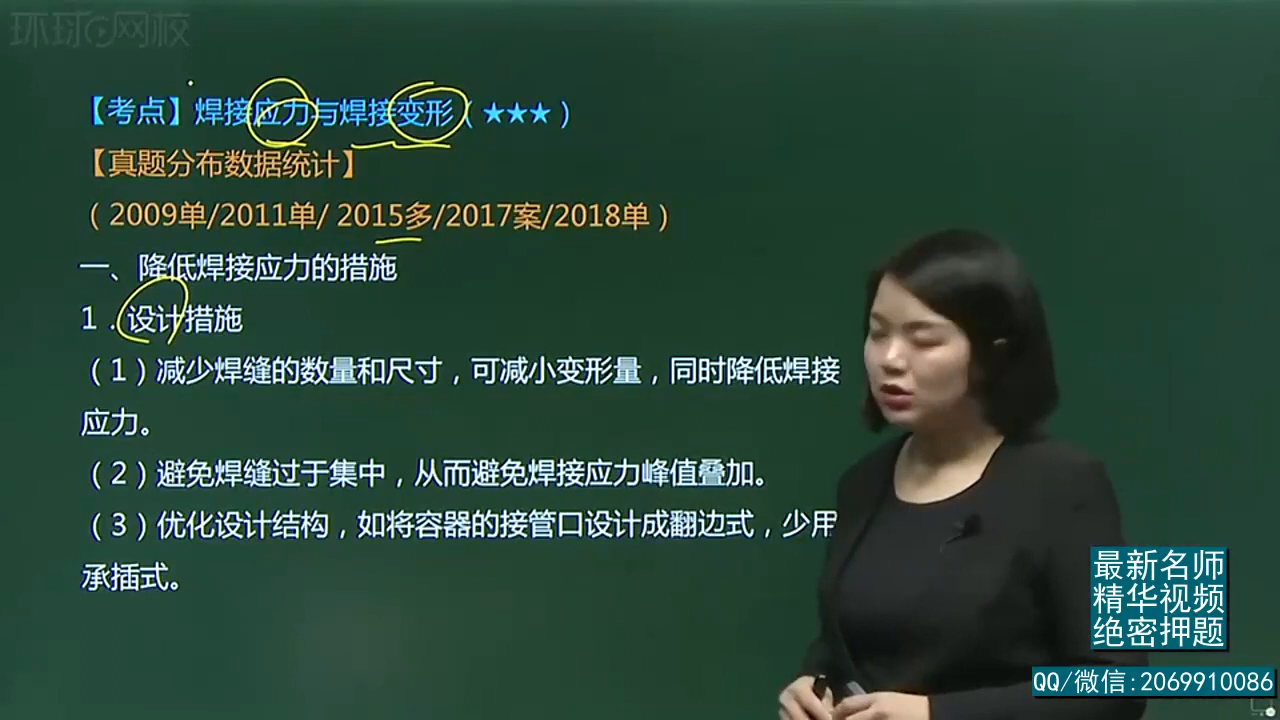 环球网校
【考点】焊接应力与焊接变形（★★★）
【真题分布数据统计】
（2009单/2011单/ 2015多/2017案/2018单）
一、降低焊接应力的措施
1．设计措施
（1）减少焊缝的数量和尺寸，可减小变形量，同时降低焊接
应力。
（2）避免焊缝过于集中，从而避免焊接应力峰值叠加。
（3）优化设计结构，如将容器的接管口设计成翻边式，少用
承插式。
最新名师
精华视频
绝密押题
QQ/微信:2069910086